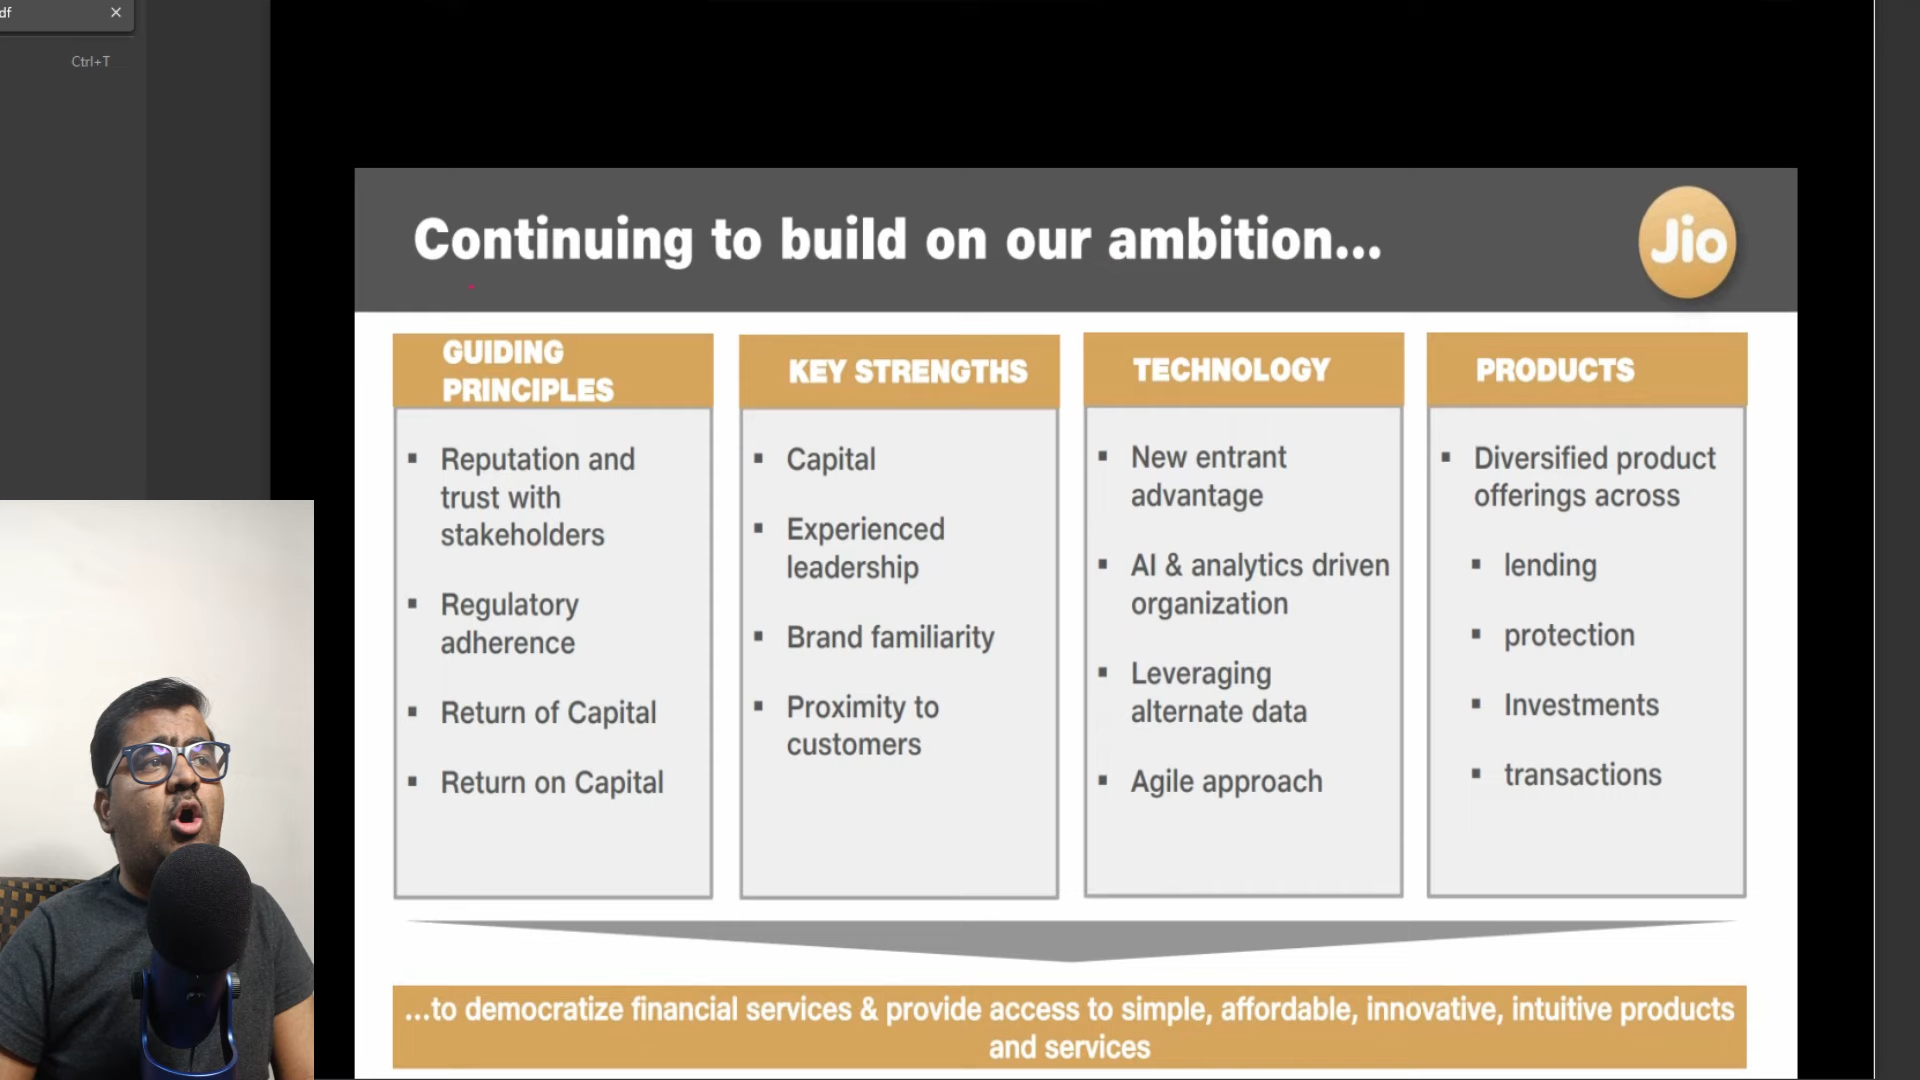 df
Ctrl+T
Continuing to build on our ambition...
Jio
GUIDING
PRINCIPLES
Reputation and
trust with
stakeholders
Regulatory
adherence
Return of Capital
Return on Capital
KEY STRENGTHS
Capital
Experienced
leadership
Brand familiarity
Proximity to
customers
TECHNOLOGY
New entrant
advantage
AI & analytics driven
organization
Leveraging
alternate data
Agile approach
PRODUCTS
Diversified product
offerings across
lending
protection
Investments
transactions
...to democratize financial services & provide access to simple, affordable, innovative, intuitive products
and services